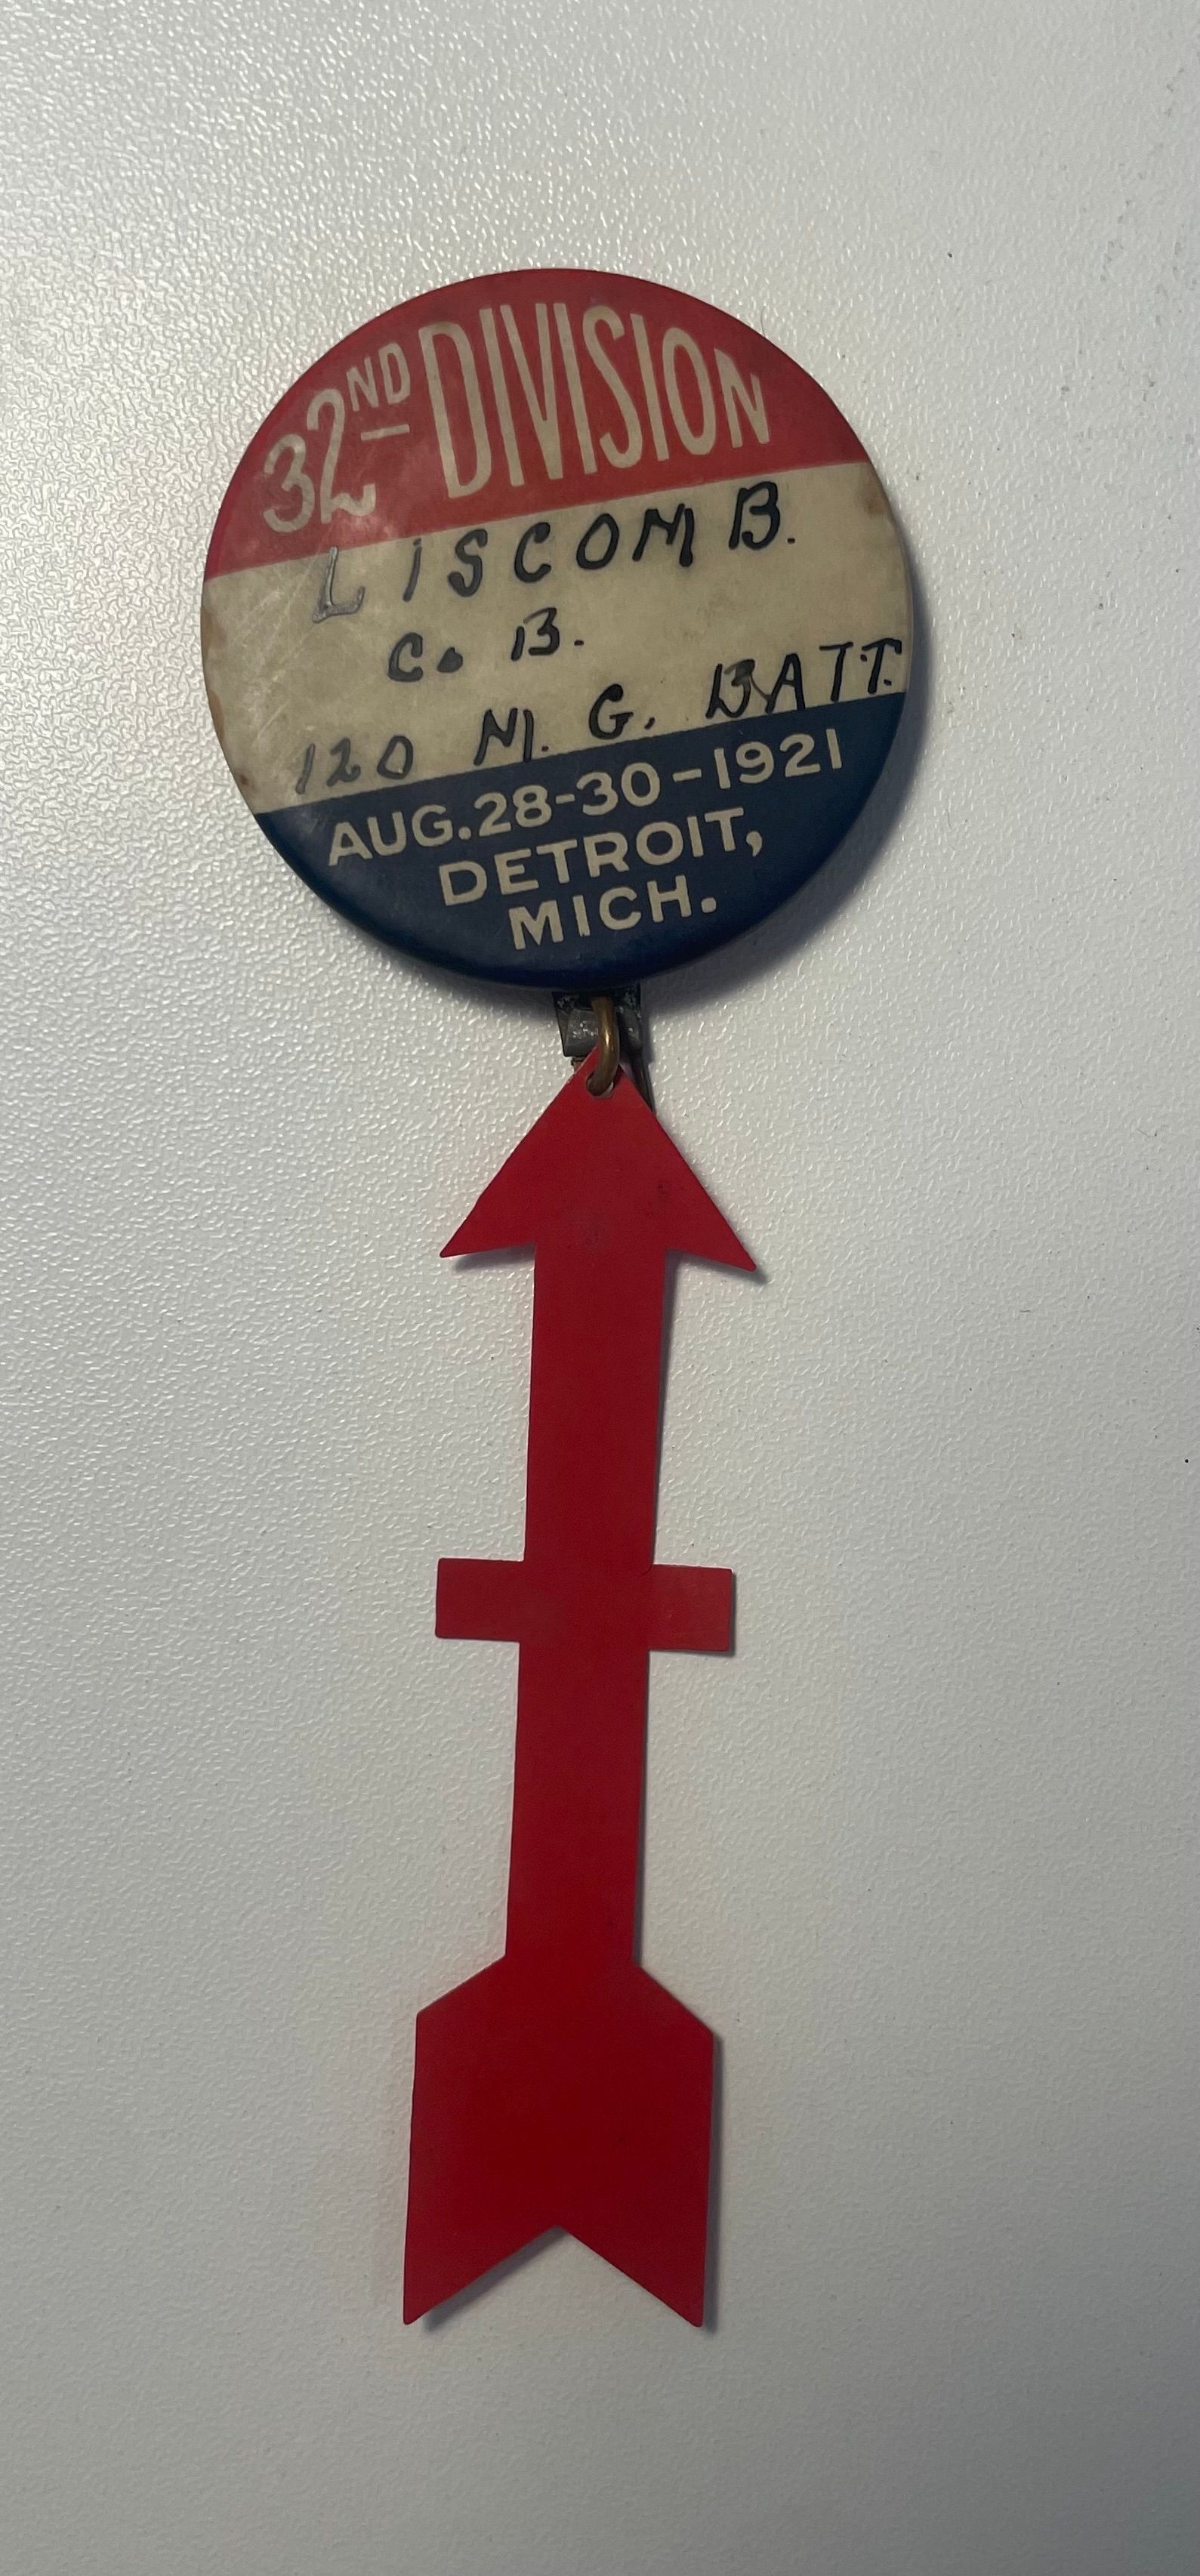 32ND DIVISION
LISCOMB.
Co. B.
120 M. G. BATT.
AUG. 28-30-1921
DETROIT,
MICH.